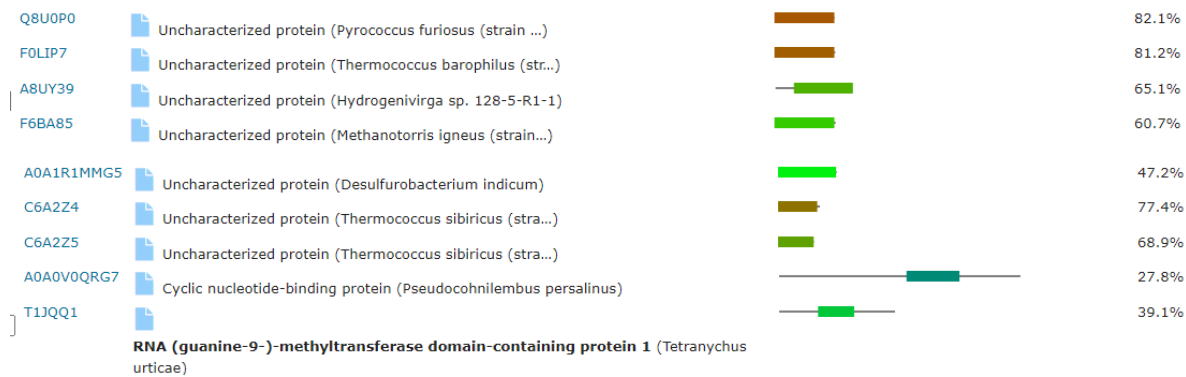 Q8U0P0 Uncharacterized protein (Pyrococcus furiosus (strain ...) 82.1%
F0LIP7 Uncharacterized protein (Thermococcus barophilus (str...) 81.2%
A8UY39 Uncharacterized protein (Hydrogenivirga sp. 128-5-R1-1) 65.1%
F6BA85 Uncharacterized protein (Methanotorris igneus (strain...) 60.7%
A0A1R1MMG5 Uncharacterized protein (Desulfurobacterium indicum) 47.2%
C6A2Z4 Uncharacterized protein (Thermococcus sibiricus (stra...) 77.4%
C6A2Z5 Uncharacterized protein (Thermococcus sibiricus (stra...) 68.9%
A0A0V0QRG7 Cyclic nucleotide-binding protein (Pseudocohnilembus persalinus) 27.8%
T1JQQ1 39.1%
RNA (guanine-9-)-methyltransferase domain-containing protein 1 (Tetranychus
urticae)